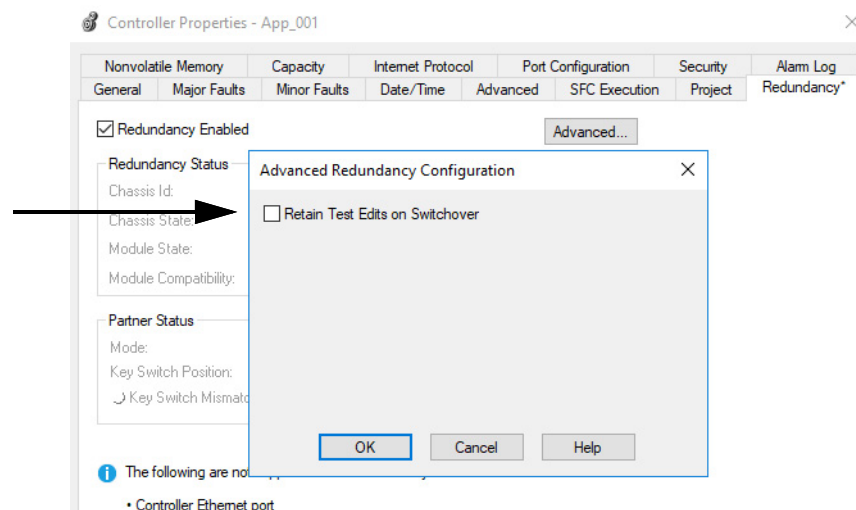 Controller Properties - App_001
Nonvolatile Memory Capacity Internet Protocol Port Configuration Security Alarm Log
General Major Faults Minor Faults Date/Time Advanced SFC Execution Project Redundancy*
Redundancy Enabled
Advanced...
Redundancy Status
Chassis Id:
Chassis State:
Module State:
Module Compatibility:
Advanced Redundancy Configuration
Retain Test Edits on Switchover
OK Cancel Help
Partner Status
Mode:
Key Switch Position:
Key Switch
The following are
• Controller Ethernet port